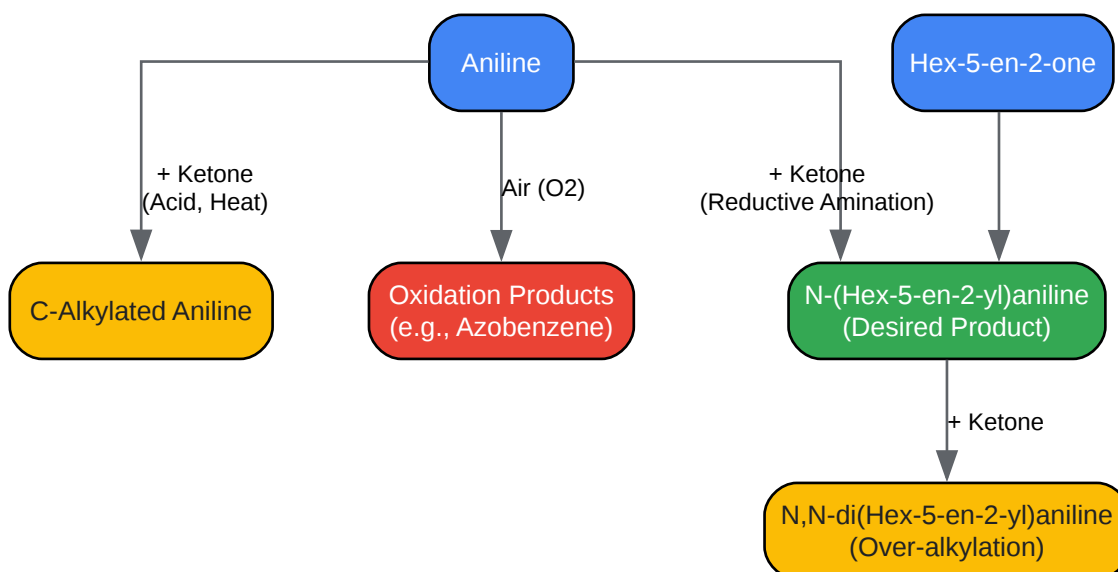 Aniline
Hex-5-en-2-one
+ Ketone
(Acid, Heat)
Air (O2)
+ Ketone
(Reductive Amination)
C-Alkylated Aniline
Oxidation Products
(e.g., Azobenzene)
N-(Hex-5-en-2-yl)aniline
(Desired Product)
+ Ketone
N,N-di(Hex-5-en-2-yl)aniline
(Over-alkylation)